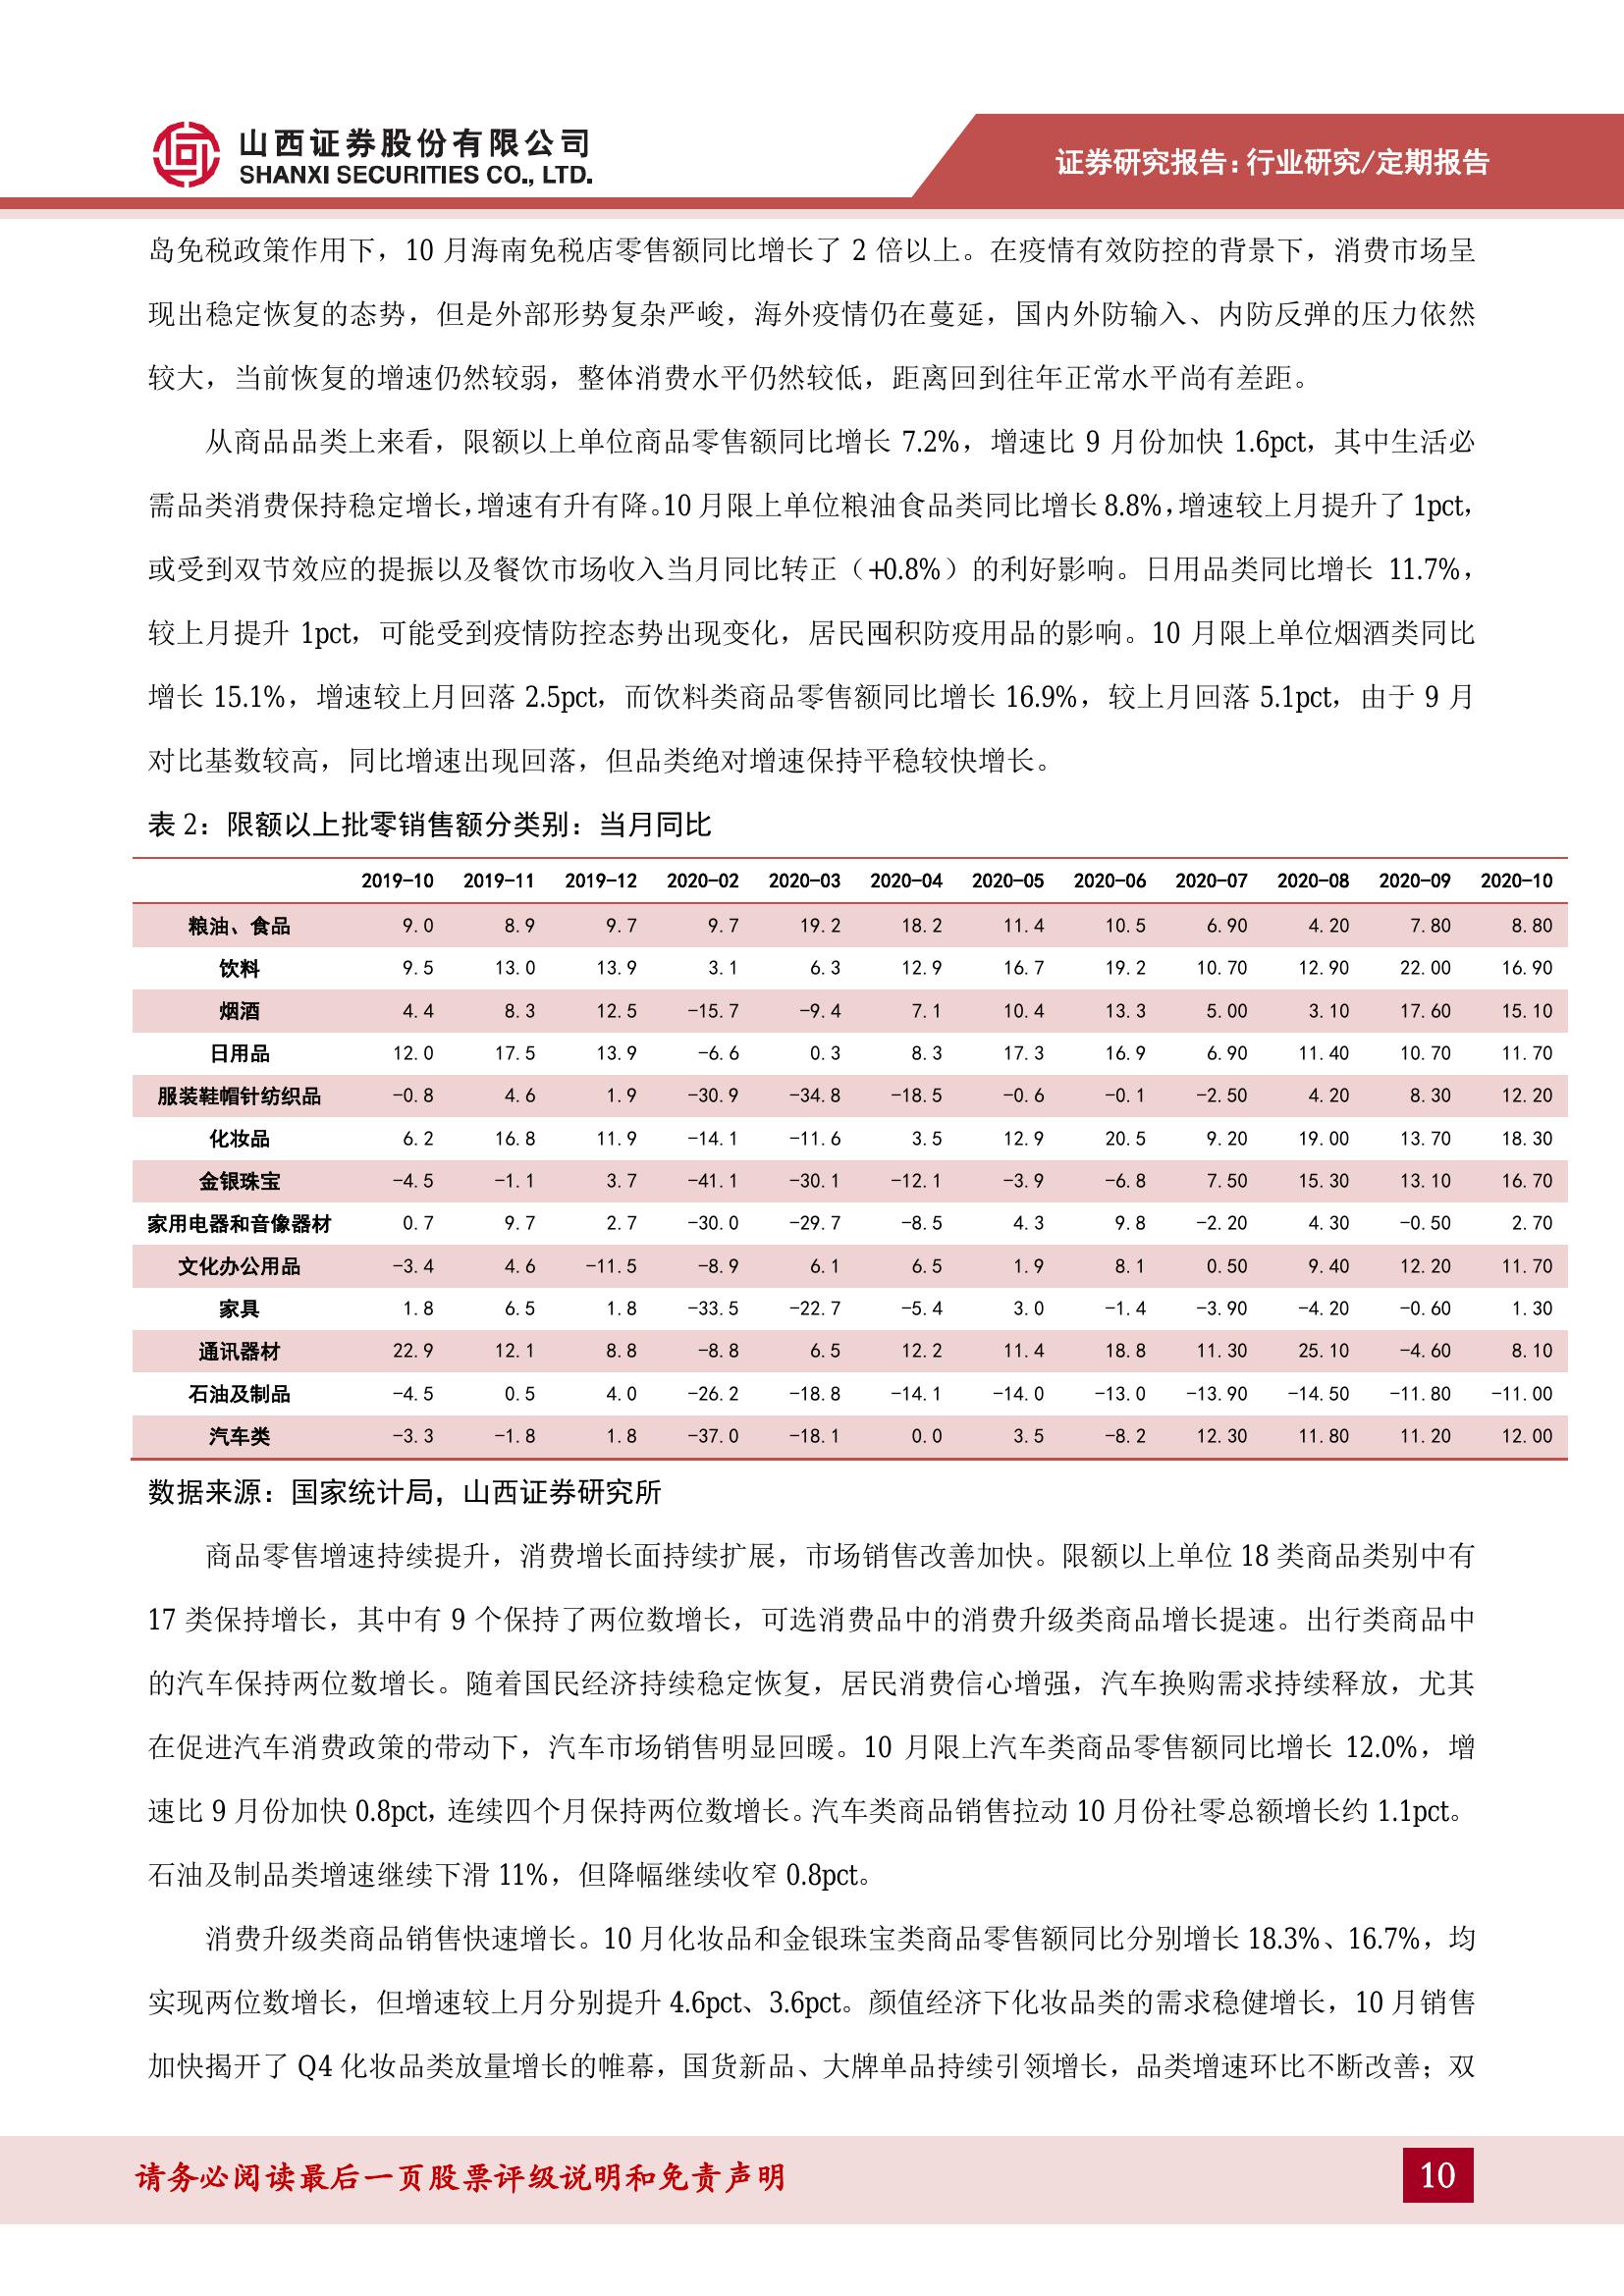 山西证券股份有限公司
SHANXI SECURITIES CO., LTD.
证券研究报告：行业研究/定期报告
岛免税政策作用下，10 月海南免税店零售额同比增长了 2 倍以上。在疫情有效防控的背景下，消费市场呈
现出稳定恢复的态势，但是外部形势复杂严峻，海外疫情仍在蔓延，国内外防输入、内防反弹的压力依然
较大，当前恢复的增速仍然较弱，整体消费水平仍然较低，距离回到往年正常水平尚有差距。
从商品品类上来看，限额以上单位商品零售额同比增长 7.2%，增速比 9 月份加快 1.6pct，其中生活必
需品类消费保持稳定增长，增速有升有降。10 月限上单位粮油食品类同比增长 8.8%，增速较上月提升了 1pct，
或受到双节效应的提振以及餐饮市场收入当月同比转正（+0.8%）的利好影响。日用品类同比增长 11.7%，
较上月提升 1pct，可能受到疫情防控态势出现变化，居民囤积防疫用品的影响。10 月限上单位烟酒类同比
增长 15.1%，增速较上月回落 2.5pct，而饮料类商品零售额同比增长 16.9%，较上月回落 5.1pct，由于 9 月
对比基数较高，同比增速出现回落，但品类绝对增速保持平稳较快增长。
表 2：限额以上批零销售额分类别：当月同比
2019-10 2019-11 2019-12 2020-02 2020-03 2020-04 2020-05 2020-06 2020-07 2020-08 2020-09 2020-10
粮油、食品 9.0 8.9 9.7 9.7 19.2 18.2 11.4 10.5 6.90 4.20 7.80 8.80
饮料 9.5 13.0 13.9 3.1 6.3 12.9 16.7 19.2 10.70 12.90 22.00 16.90
烟酒 4.4 8.3 12.5 -15.7 -9.4 7.1 10.4 13.3 5.00 3.10 17.60 15.10
日用品 12.0 17.5 13.9 -6.6 0.3 8.3 17.3 16.9 6.90 11.40 10.70 11.70
服装鞋帽针纺织品 -0.8 4.6 1.9 -30.9 -34.8 -18.5 -0.6 -0.1 -2.50 4.20 8.30 12.20
化妆品 6.2 16.8 11.9 -14.1 -11.6 3.5 12.9 20.5 9.20 19.00 13.70 18.30
金银珠宝 -4.5 -1.1 3.7 -41.1 -30.1 -12.1 -3.9 -6.8 7.50 15.30 13.10 16.70
家用电器和音像器材 0.7 9.7 2.7 -30.0 -29.7 -8.5 4.3 9.8 -2.20 4.30 -0.50 2.70
文化办公用品 -3.4 4.6 -11.5 -8.9 6.1 6.5 1.9 8.1 0.50 9.40 12.20 11.70
家具 1.8 6.5 1.8 -33.5 -22.7 -5.4 3.0 -1.4 -3.90 -4.20 -0.60 1.30
通讯器材 22.9 12.1 8.8 -8.8 6.5 12.2 11.4 18.8 11.30 25.10 -4.60 8.10
石油及制品 -4.5 0.5 4.0 -26.2 -18.8 -14.1 -14.0 -13.0 -13.90 -14.50 -11.80 -11.00
汽车类 -3.3 -1.8 1.8 -37.0 -18.1 0.0 3.5 -8.2 12.30 11.80 11.20 12.00
数据来源：国家统计局，山西证券研究所
商品零售增速持续提升，消费增长面持续扩展，市场销售改善加快。限额以上单位 18 类商品类别中有
17 类保持增长，其中有 9 个保持了两位数增长，可选消费品中的消费升级类商品增长提速。出行类商品中
的汽车保持两位数增长。随着国民经济持续稳定恢复，居民消费信心增强，汽车换购需求持续释放，尤其
在促进汽车消费政策的带动下，汽车市场销售明显回暖。10 月限上汽车类商品零售额同比增长 12.0%，增
速比 9 月份加快 0.8pct，连续四个月保持两位数增长。汽车类商品销售拉动 10 月份社零总额增长约 1.1pct。
石油及制品类增速继续下滑 11%，但降幅继续收窄 0.8pct。
消费升级类商品销售快速增长。10 月化妆品和金银珠宝类商品零售额同比分别增长 18.3%、16.7%，均
实现两位数增长，但增速较上月分别提升 4.6pct、3.6pct。颜值经济下化妆品类的需求稳健增长，10 月销售
加快揭开了 Q4 化妆品类放量增长的帷幕，国货新品、大牌单品持续引领增长，品类增速环比不断改善；双
请务必阅读最后一页股票评级说明和免责声明
10